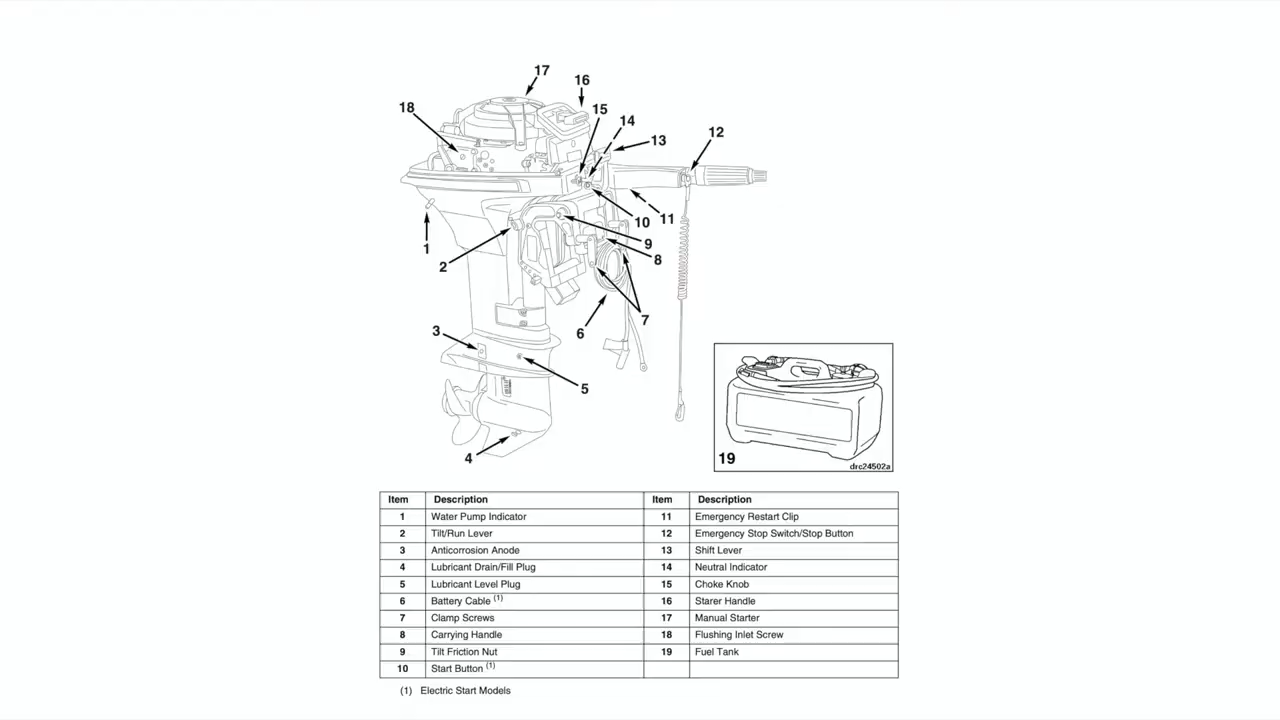 17
16
18
15
14
13
12
11
10
1
9
8
2
7
6
3
5
4
19
drc24502a
Item Description Item Description
1 Water Pump Indicator 11 Emergency Restart Clip
2 Tilt/Run Lever 12 Emergency Stop Switch/Stop Button
3 Anticorrosion Anode 13 Shift Lever
4 Lubricant Drain/Fill Plug 14 Neutral Indicator
5 Lubricant Level Plug 15 Choke Knob
6 Battery Cable (1) 16 Starer Handle
7 Clamp Screws 17 Manual Starter
8 Carrying Handle 18 Flushing Inlet Screw
9 Tilt Friction Nut 19 Fuel Tank
10 Start Button (1)
(1) Electric Start Models